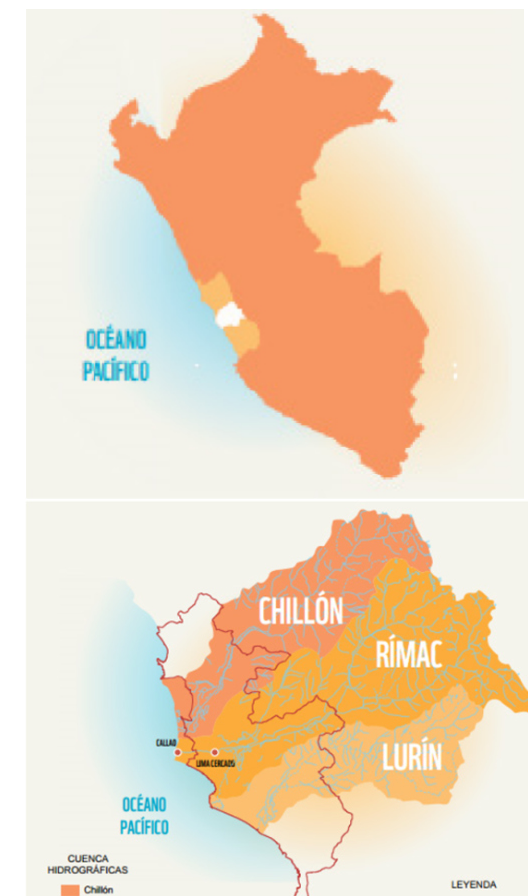 OCÉANO
PACÍFICO
CHILLÓN
RÍMAC
CALLAO
LIMA CERCADO
LURÍN
OCÉANO
PACÍFICO
CUENCA
HIDROGRÁFICAS
Chillón
LEYENDA